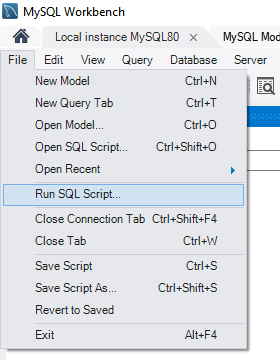 MySQL Workbench
Local instance MySQL80 × MySQL Mod
File Edit View Query Database Server
New Model Ctrl+N
New Query Tab Ctrl+T
Open Model... Ctrl+O
Open SQL Script... Ctrl+Shift+O
Open Recent
Run SQL Script...
Close Connection Tab Ctrl+Shift+F4
Close Tab Ctrl+W
Save Script Ctrl+S
Save Script As... Ctrl+Shift+S
Revert to Saved
Exit Alt+F4